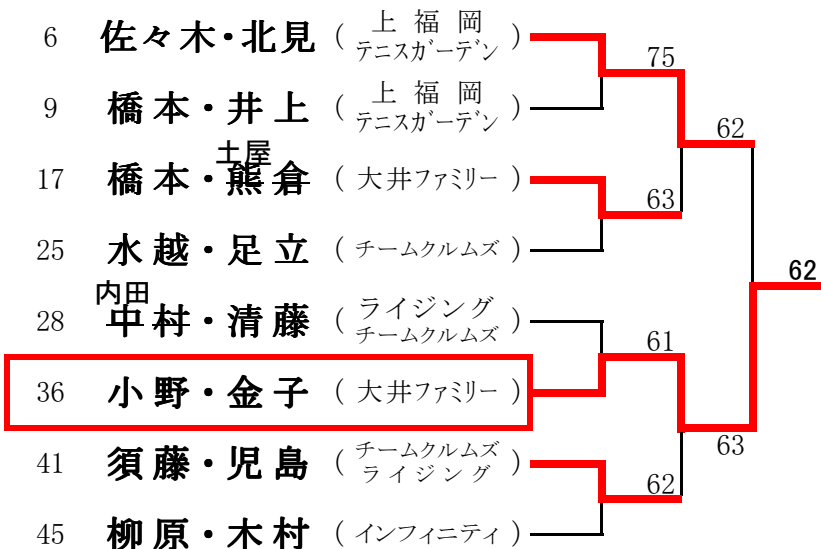 6 佐々木・北見 ( 上福岡 テニスガーデン )
75
9 橋本・井上 ( 上福岡 テニスガーデン )
62
土屋
17 橋本・熊倉 ( 大井ファミリー )
63
25 水越・足立 ( チームクルムズ )
62
内田
28 中村・清藤 ( ライジング チームクルムズ )
61
36 小野・金子 ( 大井ファミリー )
63
41 須藤・児島 ( チームクルムズ ライジング )
62
45 柳原・木村 ( インフィニティ )